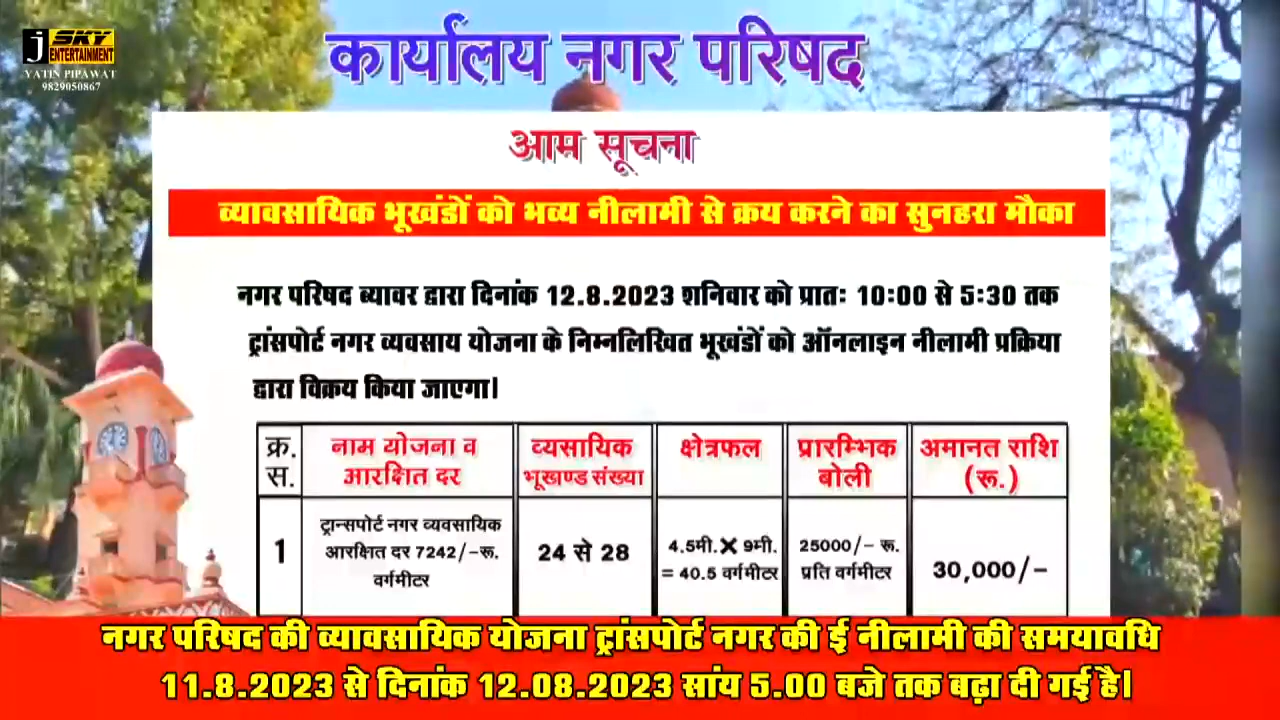 j SKY
ENTERTAINMENT
YATIN PIPAWAT
9829050867
कार्यालय नगर परिषद
आम सूचना
व्यावसायिक भूखंडों को भव्य नीलामी से क्रय करने का सुनहरा मौका
नगर परिषद ब्यावर द्वारा दिनांक 12.8.2023 शनिवार को प्रातः 10:00 से 5:30 तक
ट्रांसपोर्ट नगर व्यवसाय योजना के निम्नलिखित भूखंडों को ऑनलाइन नीलामी प्रक्रिया
द्वारा विक्रय किया जाएगा।
क्र. स. नाम योजना व आरक्षित दर व्यसायिक भूखण्ड संख्या क्षेत्रफल प्रारम्भिक बोली अमानत राशि (रू.)
1 ट्रान्सपोर्ट नगर व्यवसायिक आरक्षित दर 7242/-रू. वर्गमीटर 24 से 28 4.5मी.X 9मी. = 40.5 वर्गमीटर 25000/- रू. प्रति वर्गमीटर 30,000/-
नगर परिषद की व्यावसायिक योजना ट्रांसपोर्ट नगर की ई नीलामी की समयावधि
11.8.2023 से दिनांक 12.08.2023 सांय 5.00 बजे तक बढ़ा दी गई है।